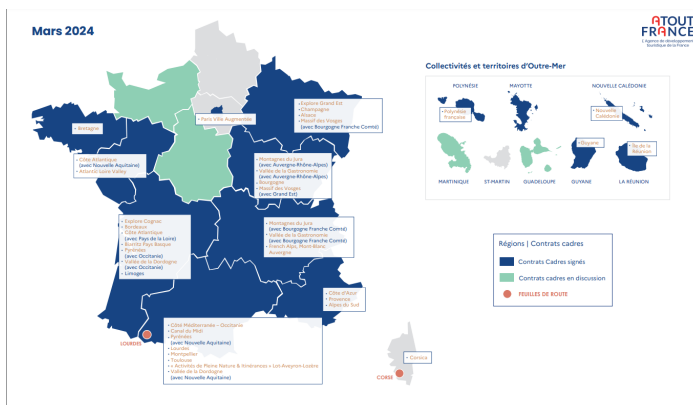 Mars 2024
ATOUT
FRANCE
L'Agence de développement
touristique de la France
Collectivités et territoires d'Outre-Mer
POLYNÉSIE
MAYOTTE
NOUVELLE CALÉDONIE
• Polynésie
française
• Nouvelle
Calédonie
• Guyane
• Île de la
Réunion
MARTINIQUE
ST-MARTIN
GUADELOUPE
GUYANE
LA RÉUNION
• Explore Grand Est
• Champagne
• Alsace
• Massif des Vosges
(avec Bourgogne Franche Comté)
• Paris Ville Augmentée
• Bretagne
• Côte Atlantique
(avec Nouvelle Aquitaine)
• Atlantic Loire Valley
• Montagnes du Jura
(avec Auvergne-Rhône-Alpes)
• Vallée de la Gastronomie
(avec Auvergne-Rhône-Alpes)
• Bourgogne
• Massif des Vosges
(avec Grand Est)
• Explore Cognac
• Bordeaux
• Côte Atlantique
(avec Pays de la Loire)
• Biarritz Pays Basque
• Pyrénées
(avec Occitanie)
• Vallée de la Dordogne
(avec Occitanie)
• Limoges
• Montagnes du Jura
(avec Bourgogne Franche Comté)
• Vallée de la Gastronomie
(avec Bourgogne Franche Comté)
• French Alps, Mont-Blanc
Auvergne
Régions | Contrats cadres
Contrats Cadres signés
Contrats cadres en discussion
FEUILLES DE ROUTE
• Côte d'Azur
• Provence
• Alpes du Sud
LOURDES
• Côté Méditerranée - Occitanie
• Canal du Midi
• Pyrénées
(avec Nouvelle Aquitaine)
• Lourdes
• Montpellier
• Toulouse
• « Activités de Pleine Nature & Itinérances » Lot-Aveyron-Lozère
• Vallée de la Dordogne
(avec Nouvelle Aquitaine)
• Corsica
CORSE